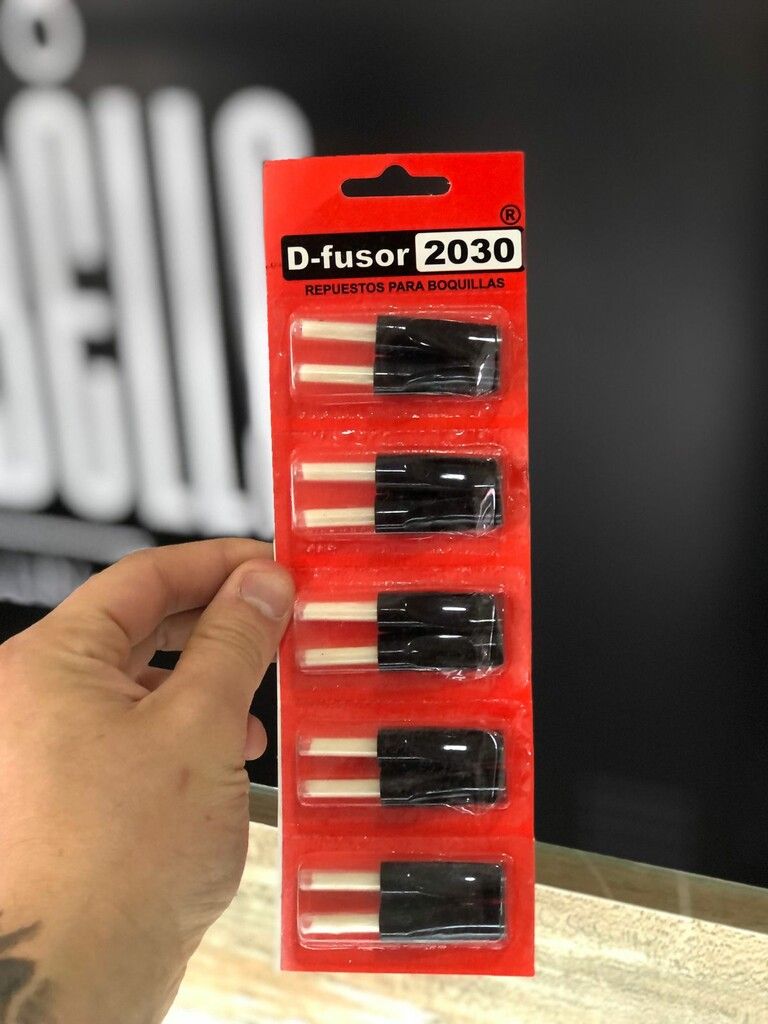 ®
D-fusor 2030
REPUESTOS PARA BOQUILLAS